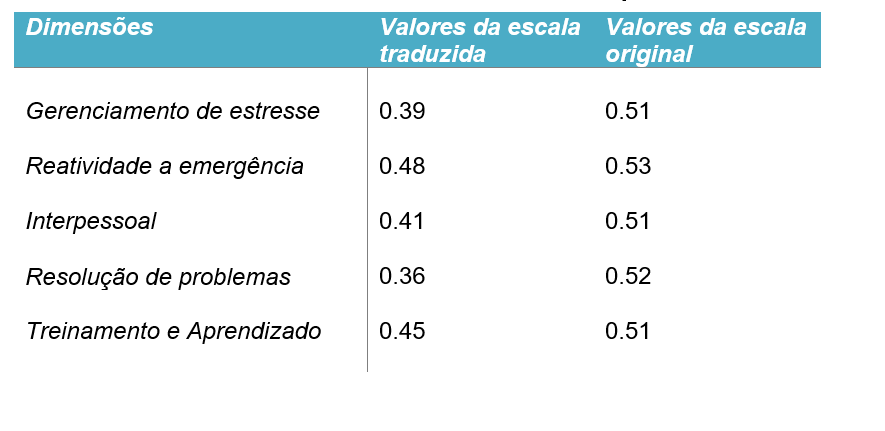 Dimensões Valores da escala traduzida Valores da escala original
Gerenciamento de estresse 0.39 0.51
Reatividade a emergência 0.48 0.53
Interpessoal 0.41 0.51
Resolução de problemas 0.36 0.52
Treinamento e Aprendizado 0.45 0.51